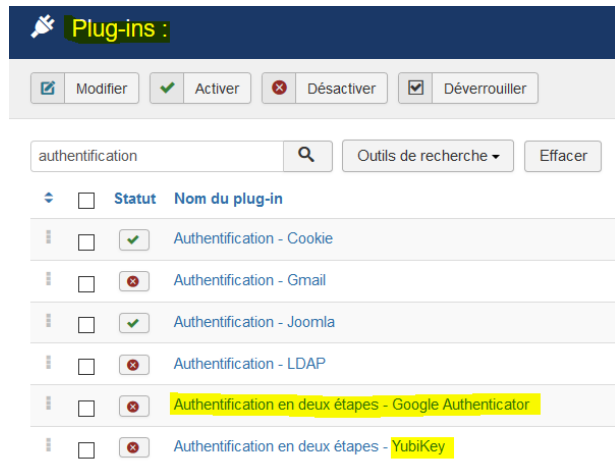 Plug-ins :
Modifier Activer Désactiver Déverrouiller
authentification Outils de recherche Effacer
Statut Nom du plug-in
Authentification - Cookie
Authentification - Gmail
Authentification - Joomla
Authentification - LDAP
Authentification en deux étapes - Google Authenticator
Authentification en deux étapes - YubiKey